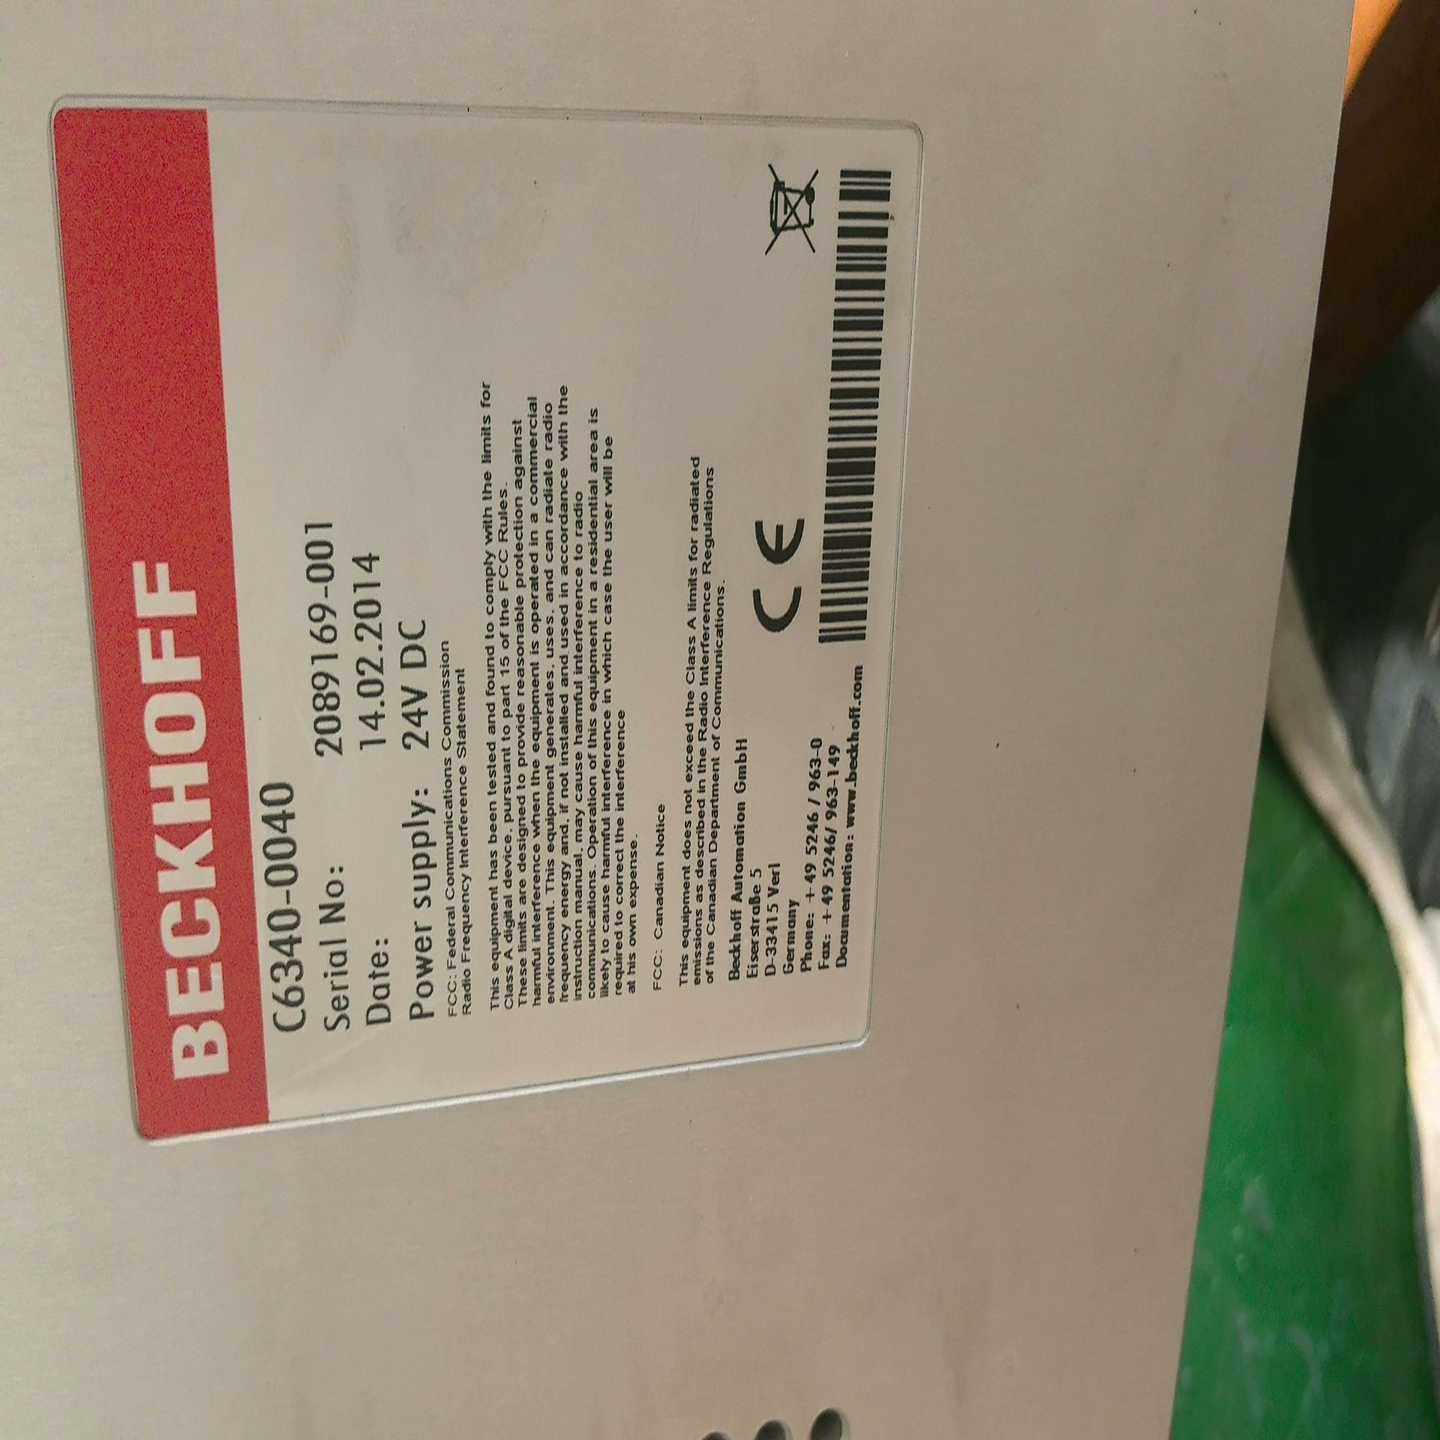 BECKHOFF
C6340-0040
Serial No: 2089169-001
Date: 14.02.2014
Power supply: 24V DC
FCC: Federal Communications Commission
Radio Frequency Interference Statement
This equipment has been tested and found to comply with the limits for
Class A digital device, pursuant to part 15 of the FCC Rules.
These limits are designed to provide reasonable protection against
harmful interference when the equipment is operated in a commercial
environment. This equipment generates, uses, and can radiate radio
frequency energy and, if not installed and used in accordance with the
instruction manual, may cause harmful interference to radio
communications. Operation of this equipment in a residential area is
likely to cause harmful interference in which case the user will be
required to correct the interference
at his own expense.
FCC: Canadian Notice
This equipment does not exceed the Class A limits for radiated
emissions as described in the Radio Interference Regulations
of the Canadian Department of Communications.
Beckhoff Automation GmbH
Eiserstraße 5
D-33415 Verl
Germany
Phone: +49 5246 / 963-0
Fax: +49 5246/ 963-149
Documentation: www.beckhoff.com
CE